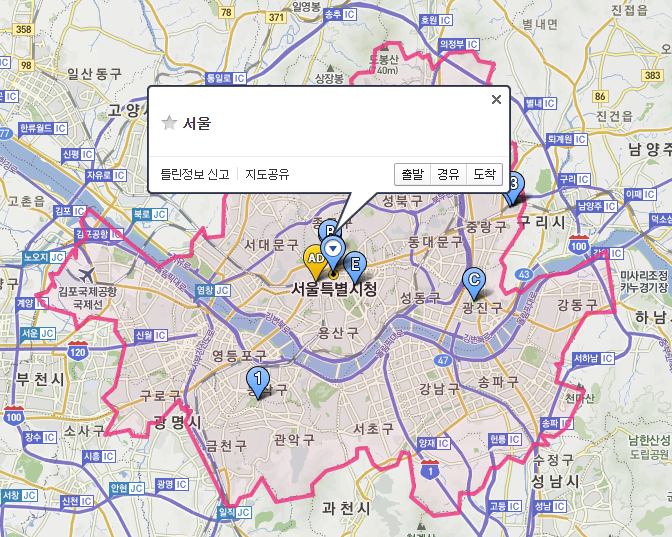 일영봉
송추 IC
호원 IC
별내면
진접읍
358
의정부 IC
39
도봉산
40m)
98
383
일산동구
통일로 IC
상장봉
86
고양시
별내 IC
진건읍
서울
한류월드 IC
퇴계원 IC
신평 IC
남양주
자유로 IC
틀린정보 신고
지도공유
출발
경유
도착
구리 IC
이패 IC
고촌읍
김포 IC
북로 JC
성북구
3
남양주 IC
중랑구
구리시
덕소삼
김포공항 IC
B
서대문구
동대문구
100
노오지 JC
AD
E
43
김포국제공항
국제선
염창 JC
서울특별시청
C
미사리조정
카누경기장
계양 IC
성동구
광진구
강동구
하남
서운 JC
신월 IC
용산구
120
영등포구
47
서하남 IC
부천시
1
강남구
송파구
천마산
구로구
100
광명시
송파 IC
소사구
서초구
장수 IC
금천구
관악구
양재 IC
헌릉 IC
남한산성
도립공원
시흥 IC
1
수정구
서창 JC
안현 JC
광명 IC
성남시
신천 IC
일직 JC
과천시
고등 IC
성남 IC